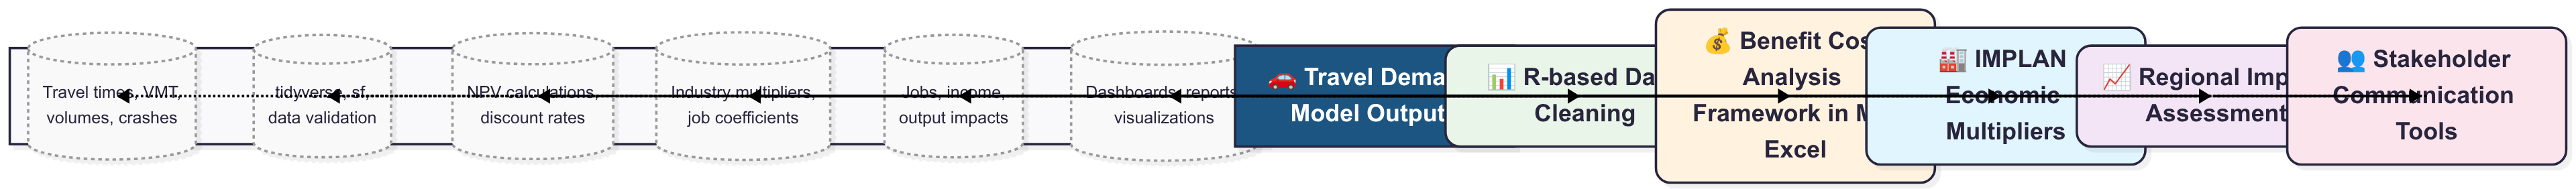 Travel times, VMT,
volumes, crashes
tidyverse, sf,
data validation
NPV calculations,
discount rates
Industry multipliers,
job coefficients
Jobs, income,
output impacts
Dashboards, reports,
visualizations
🚗 Travel Dema
Model Output
📊 R-based Da
Cleaning
💰 Benefit Cos
Analysis
Framework in M
Excel
🏭 IMPLAN
Economic
Multipliers
📈 Regional Imp
Assessment
👥 Stakeholder
Communication
Tools